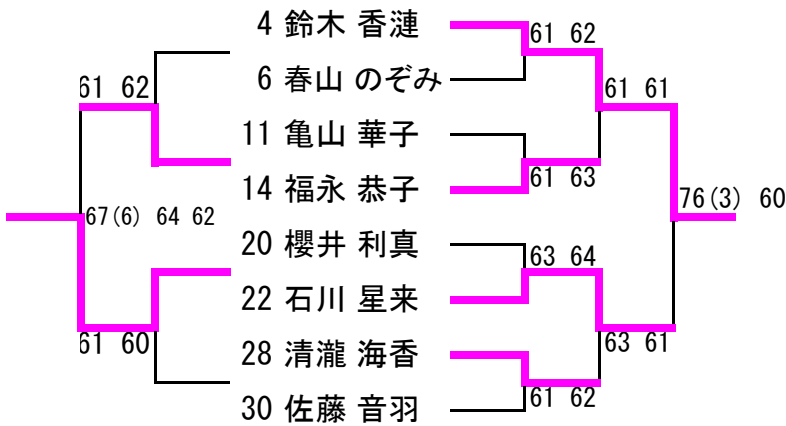 4 鈴木 香漣
61 62
6 春山 のぞみ
61 62
61 61
11 亀山 華子
14 福永 恭子
61 63
76(3) 60
67(6) 64 62
20 櫻井 利真
63 64
22 石川 星来
61 60
28 清瀧 海香
63 61
30 佐藤 音羽
61 62